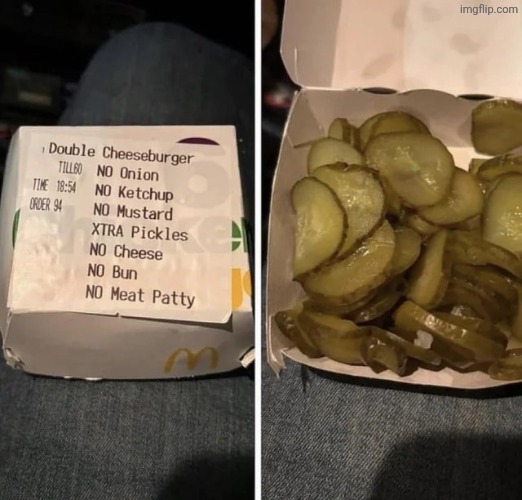 imgflip.com
1 Double Cheeseburger
TILL60 NO Onion
TIME 18:54 NO Ketchup
ORDER 94 NO Mustard
XTRA Pickles
NO Cheese
NO Bun
NO Meat Patty